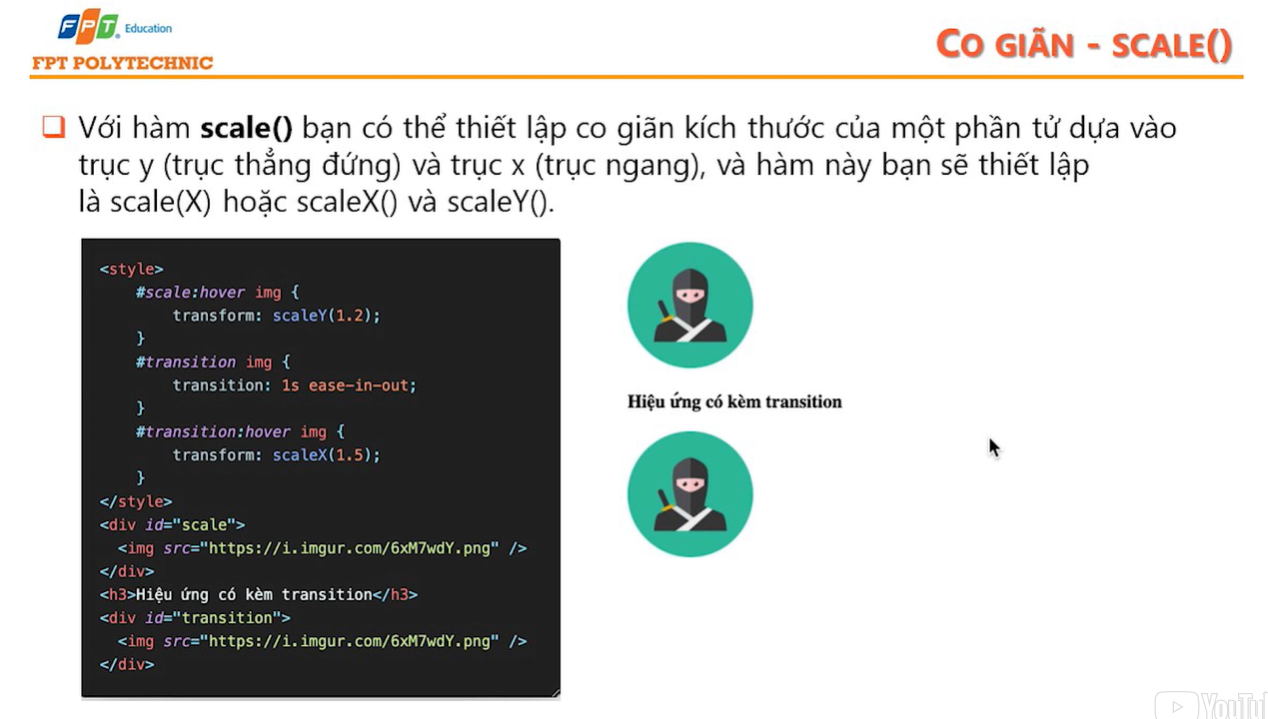 FPT Education
FPT POLYTECHNIC
CO GIÃN - SCALE()
Với hàm scale() bạn có thể thiết lập co giãn kích thước của một phần tử dựa vào
trục y (trục thẳng đứng) và trục x (trục ngang), và hàm này bạn sẽ thiết lập
là scale(X) hoặc scaleX() và scaleY().
<style>
#scale:hover img {
transform: scaleY(1.2);
}
#transition img {
transition: 1s ease-in-out;
}
#transition:hover img {
transform: scaleX(1.5);
}
</style>
<div id="scale">
<img src="https://i.imgur.com/6xM7wdY.png" />
</div>
<h3>Hiệu ứng có kèm transition</h3>
<div id="transition">
<img src="https://i.imgur.com/6xM7wdY.png" />
</div>
Hiệu ứng có kèm transition